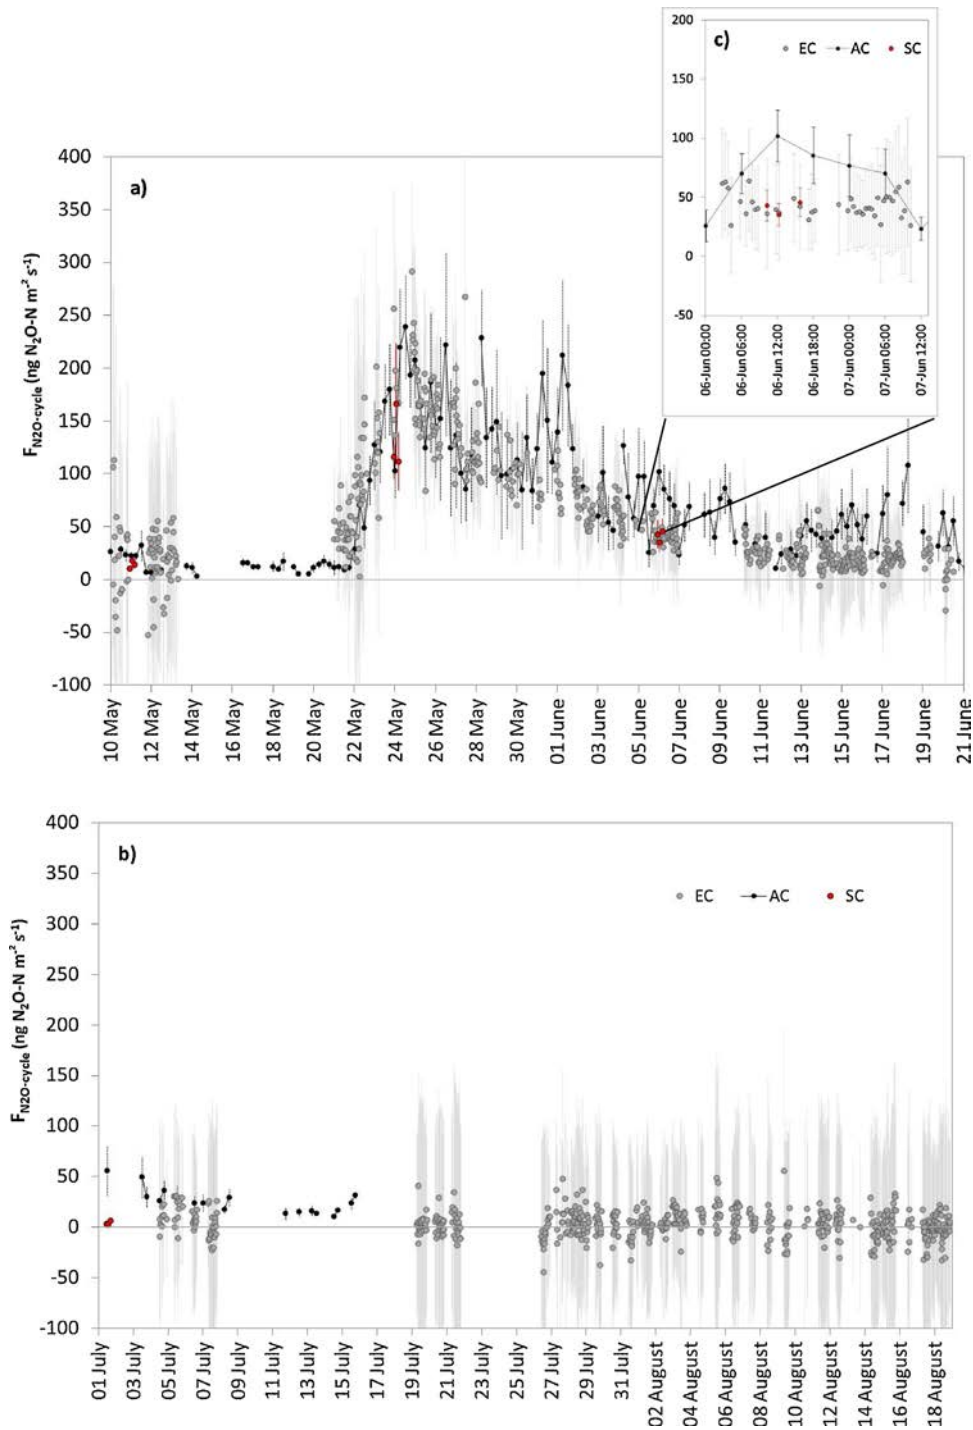 200
c)
EC AC SC
150
100
50
0
-50
06-Jun 00:00
06-Jun 06:00
06-Jun 12:00
06-Jun 18:00
07-Jun 00:00
07-Jun 06:00
07-Jun 12:00
a)
400
350
300
250
200
150
100
50
0
-50
-100
F_N2O-cycle (ng N₂O-N m⁻² s⁻¹)
10 May
12 May
14 May
16 May
18 May
20 May
22 May
24 May
26 May
28 May
30 May
01 June
03 June
05 June
07 June
09 June
11 June
13 June
15 June
17 June
19 June
21 June
b)
EC AC SC
400
350
300
250
200
150
100
50
0
-50
-100
F_N2O-cycle (ng N₂O-N m⁻² s⁻¹)
01 July
03 July
05 July
07 July
09 July
11 July
13 July
15 July
17 July
19 July
21 July
23 July
25 July
27 July
29 July
31 July
02 August
04 August
06 August
08 August
10 August
12 August
14 August
16 August
18 August